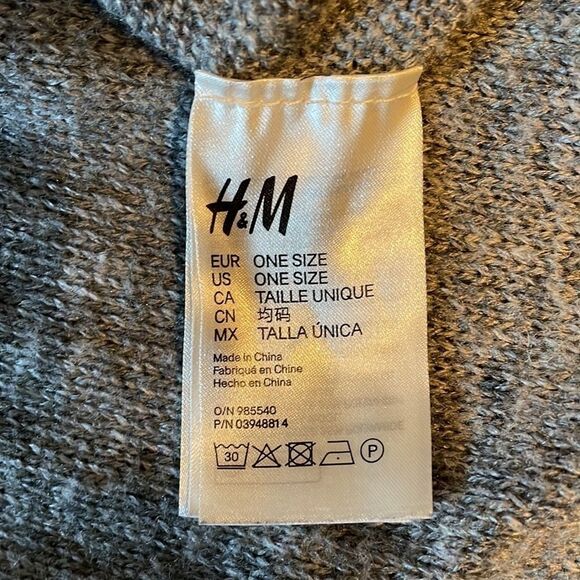 H&M
EUR ONE SIZE
US ONE SIZE
CA TAILLE UNIQUE
CN 均码
MX TALLA ÚNICA
Made in China
Fabriqué en Chine
Hecho en China
O/N 985540
P/N 03948814
30 P